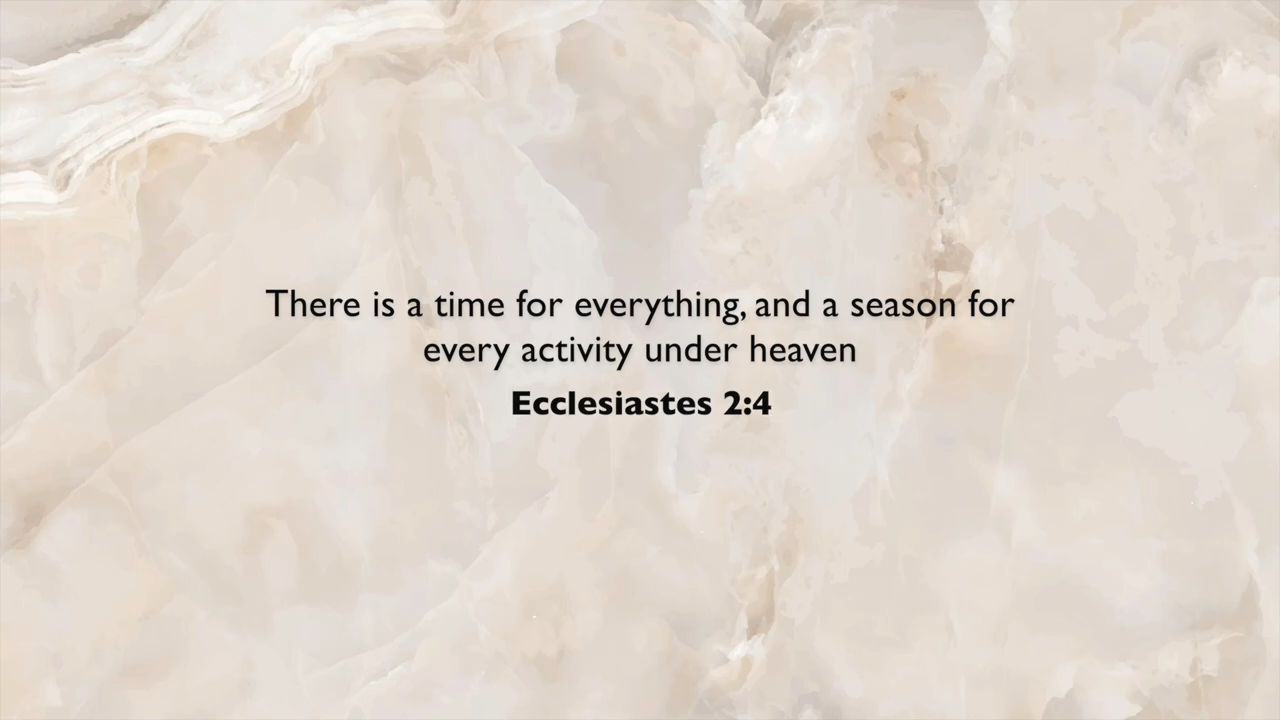 There is a time for everything, and a season for
every activity under heaven
Ecclesiastes 2:4